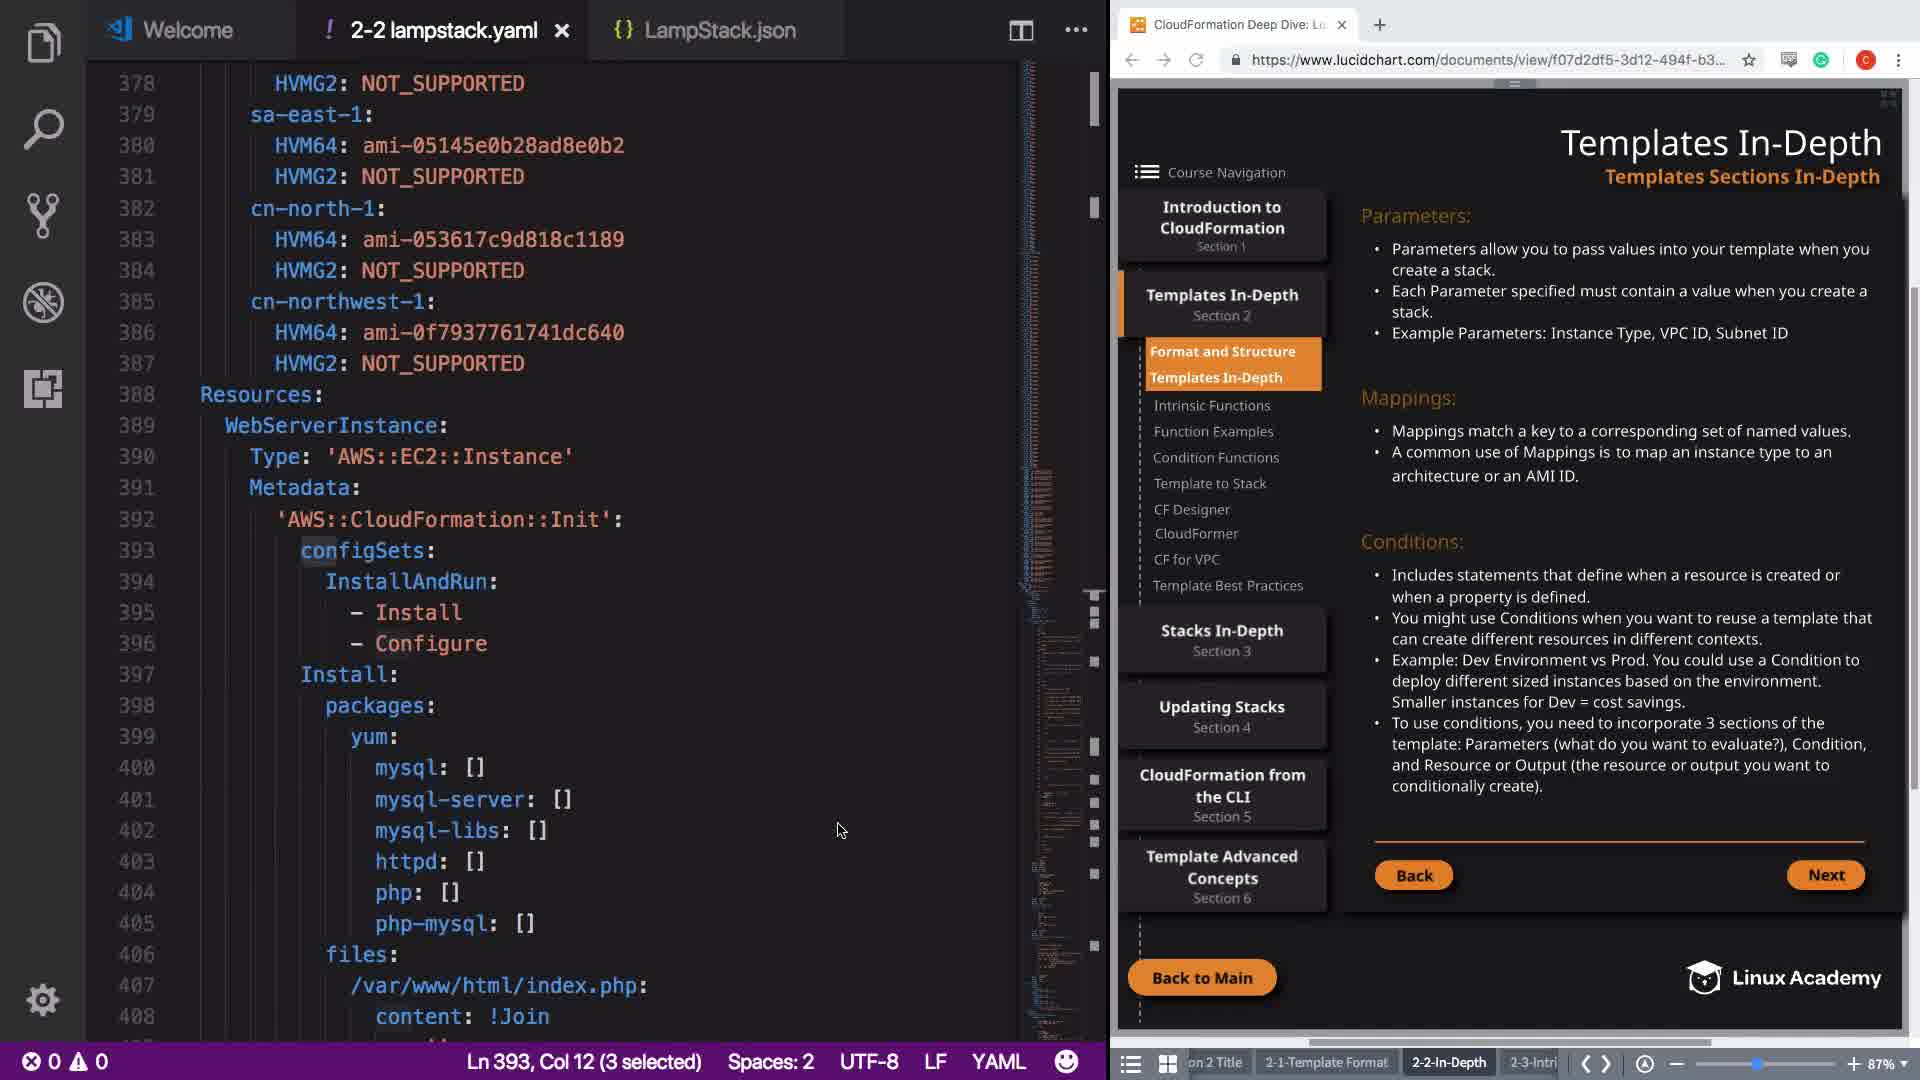 Welcome
! 2-2 lampstack.yaml
{} LampStack.json
378 HVMG2: NOT_SUPPORTED
379 sa-east-1:
380 HVM64: ami-05145e0b28ad8e0b2
381 HVMG2: NOT_SUPPORTED
382 cn-north-1:
383 HVM64: ami-053617c9d818c1189
384 HVMG2: NOT_SUPPORTED
385 cn-northwest-1:
386 HVM64: ami-0f7937761741dc640
387 HVMG2: NOT_SUPPORTED
388 Resources:
389 WebServerInstance:
390 Type: 'AWS::EC2::Instance'
391 Metadata:
392 'AWS::CloudFormation::Init':
393 configSets:
394 InstallAndRun:
395 - Install
396 - Configure
397 Install:
398 packages:
399 yum:
400 mysql: []
401 mysql-server: []
402 mysql-libs: []
403 httpd: []
404 php: []
405 php-mysql: []
406 files:
407 /var/www/html/index.php:
408 content: !Join
0 0
Ln 393, Col 12 (3 selected)
Spaces: 2
UTF-8
LF
YAML
CloudFormation Deep Dive: Lu
https://www.lucidchart.com/documents/view/f07d2df5-3d12-494f-b3...
C
Templates In-Depth
Templates Sections In-Depth
Course Navigation
Introduction to
CloudFormation
Section 1
Templates In-Depth
Section 2
Format and Structure
Templates In-Depth
Intrinsic Functions
Function Examples
Condition Functions
Template to Stack
CF Designer
CloudFormer
CF for VPC
Template Best Practices
Stacks In-Depth
Section 3
Updating Stacks
Section 4
CloudFormation from
the CLI
Section 5
Template Advanced
Concepts
Section 6
Back to Main
Parameters:
• Parameters allow you to pass values into your template when you
create a stack.
• Each Parameter specified must contain a value when you create a
stack.
• Example Parameters: Instance Type, VPC ID, Subnet ID
Mappings:
• Mappings match a key to a corresponding set of named values.
• A common use of Mappings is to map an instance type to an
architecture or an AMI ID.
Conditions:
• Includes statements that define when a resource is created or
when a property is defined.
• You might use Conditions when you want to reuse a template that
can create different resources in different contexts.
• Example: Dev Environment vs Prod. You could use a Condition to
deploy different sized instances based on the environment.
Smaller instances for Dev = cost savings.
• To use conditions, you need to incorporate 3 sections of the
template: Parameters (what do you want to evaluate?), Condition,
and Resource or Output (the resource or output you want to
conditionally create).
Back
Next
Linux Academy
on 2 Title
2-1-Template Format
2-2-In-Depth
2-3-Intri
87%